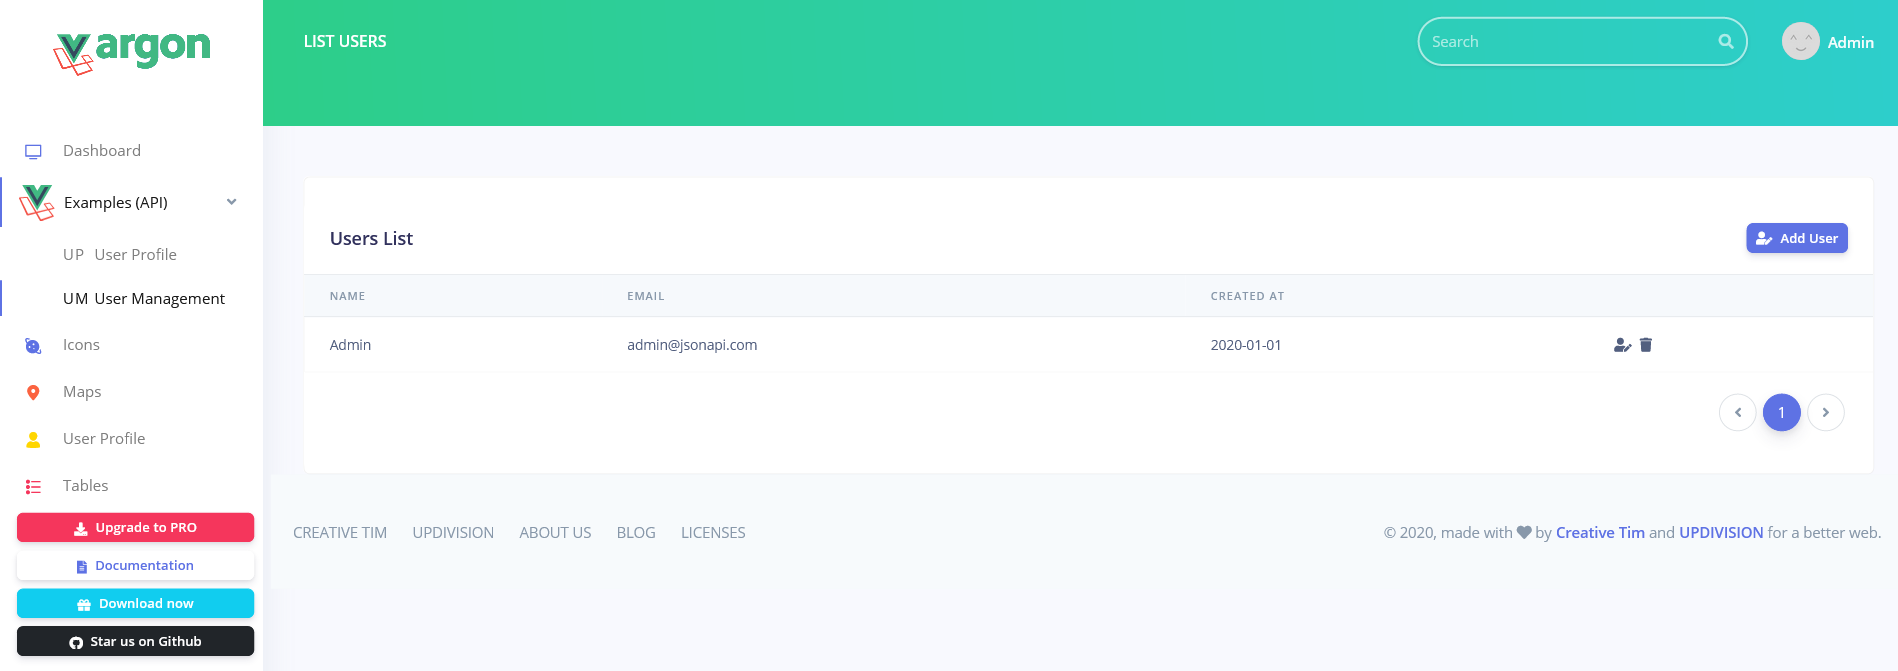 argon
Dashboard
Examples (API)
UP User Profile
UM User Management
Icons
Maps
User Profile
Tables
Upgrade to PRO
Documentation
Download now
Star us on Github
LIST USERS
Search
Admin
Users List
Add User
NAME EMAIL CREATED AT
Admin admin@jsonapi.com 2020-01-01
1
CREATIVE TIM UPDIVISION ABOUT US BLOG LICENSES
© 2020, made with by Creative Tim and UPDIVISION for a better web.